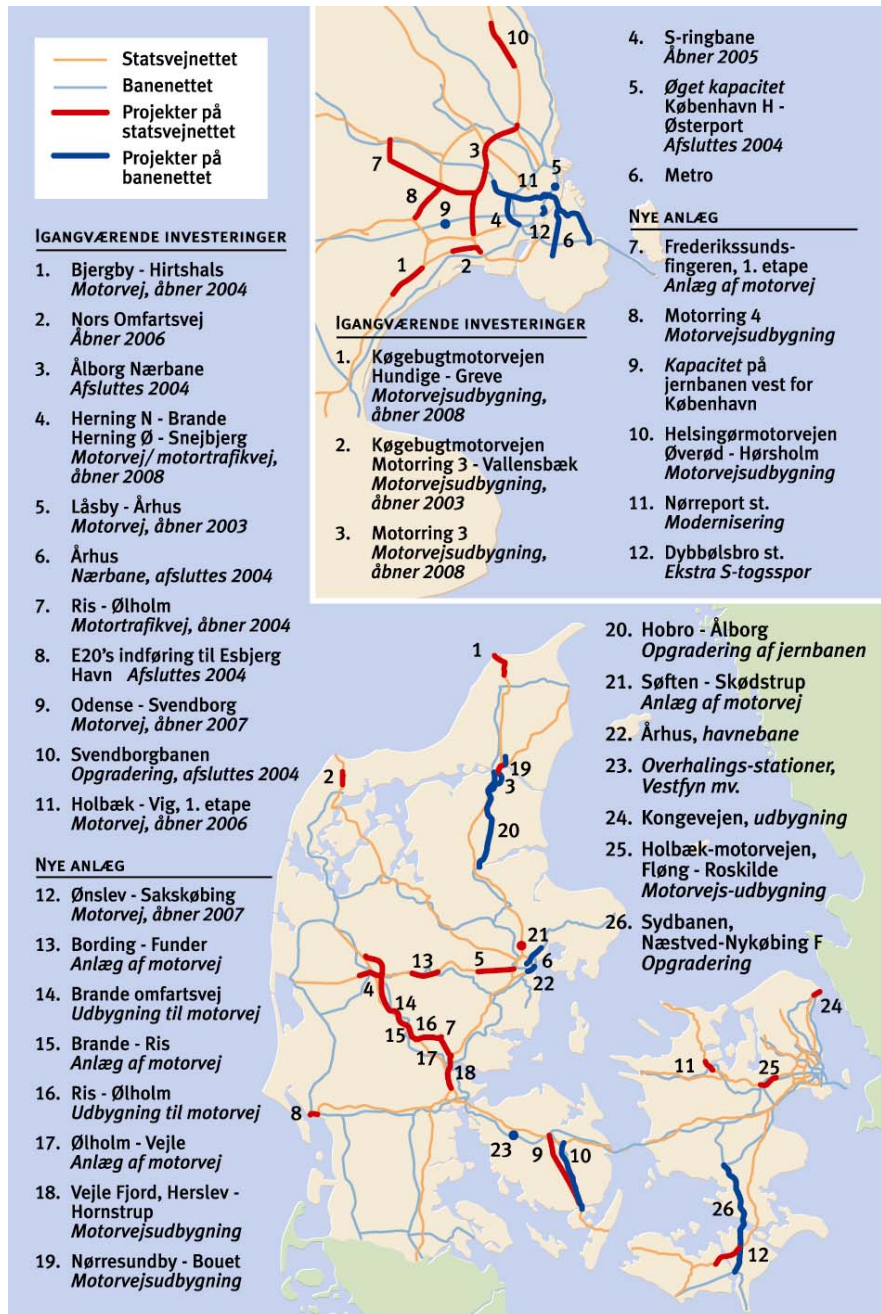 Statsvejnettet
Banenettet
Projekter på
statsvejnettet
Projekter på
banenettet
IGANGVÆRENDE INVESTERINGER
1. Bjergby - Hirtshals
Motorvej, åbner 2004
2. Nors Omfartsvej
Åbner 2006
3. Ålborg Nærbane
Afsluttes 2004
4. Herning N - Brande
Herning Ø - Snejbjerg
Motorvej/ motortrafikvej,
åbner 2008
5. Låsby - Århus
Motorvej, åbner 2003
6. Århus
Nærbane, afsluttes 2004
7. Ris - Ølholm
Motortrafikvej, åbner 2004
8. E20's indføring til Esbjerg
Havn Afsluttes 2004
9. Odense - Svendborg
Motorvej, åbner 2007
10. Svendborgbanen
Opgradering, afsluttes 2004
11. Holbæk - Vig, 1. etape
Motorvej, åbner 2006
NYE ANLÆG
12. Ønslev - Sakskøbing
Motorvej, åbner 2007
13. Bording - Funder
Anlæg af motorvej
14. Brande omfartsvej
Udbygning til motorvej
15. Brande - Ris
Anlæg af motorvej
16. Ris - Ølholm
Udbygning til motorvej
17. Ølholm - Vejle
Anlæg af motorvej
18. Vejle Fjord, Herslev -
Hornstrup
Motorvejsudbygning
19. Nørresundby - Bouet
Motorvejsudbygning
10
3
7
5
11
8
9
4
12
6
1
2
IGANGVÆRENDE INVESTERINGER
1. Køgebugtmotorvejen
Hundige - Greve
Motorvejsudbygning,
åbner 2008
2. Køgebugtmotorvejen
Motorring 3 - Vallensbæk
Motorvejsudbygning,
åbner 2003
3. Motorring 3
Motorvejsudbygning,
åbner 2008
4. S-ringbane
Åbner 2005
5. Øget kapacitet
København H -
Østerport
Afsluttes 2004
6. Metro
NYE ANLÆG
7. Frederikssunds-
fingeren, 1. etape
Anlæg af motorvej
8. Motorring 4
Motorvejsudbygning
9. Kapacitet på
jernbanen vest for
København
10. Helsingørmotorvejen
Øverød - Hørsholm
Motorvejsudbygning
11. Nørreport st.
Modernisering
12. Dybbølsbro st.
Ekstra S-togsspor
20. Hobro - Ålborg
Opgradering af jernbanen
21. Søften - Skødstrup
Anlæg af motorvej
22. Århus, havnebane
23. Overhalings-stationer,
Vestfyn mv.
24. Kongevejen, udbygning
25. Holbæk-motorvejen,
Fløng - Roskilde
Motorvejs-udbygning
26. Sydbanen,
Næstved-Nykøbing F
Opgradering
1
2
19
3
20
21
13
5
6
4
22
14
16
7
15
17
18
24
11
25
8
23
9
10
26
12